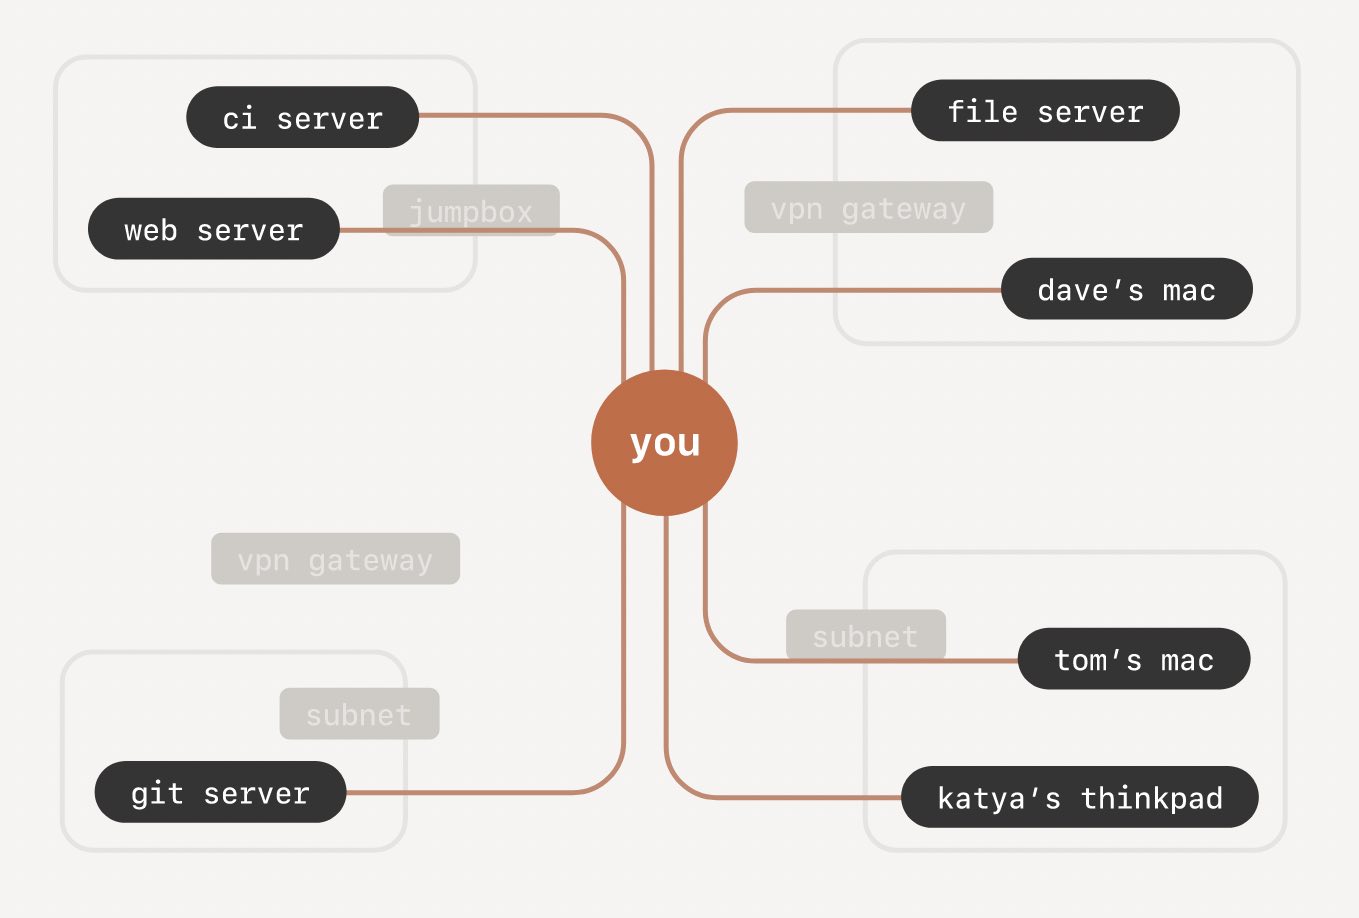 ci server
file server
jumpbox
vpn gateway
web server
dave’s mac
you
vpn gateway
subnet
tom’s mac
subnet
git server
katya’s thinkpad